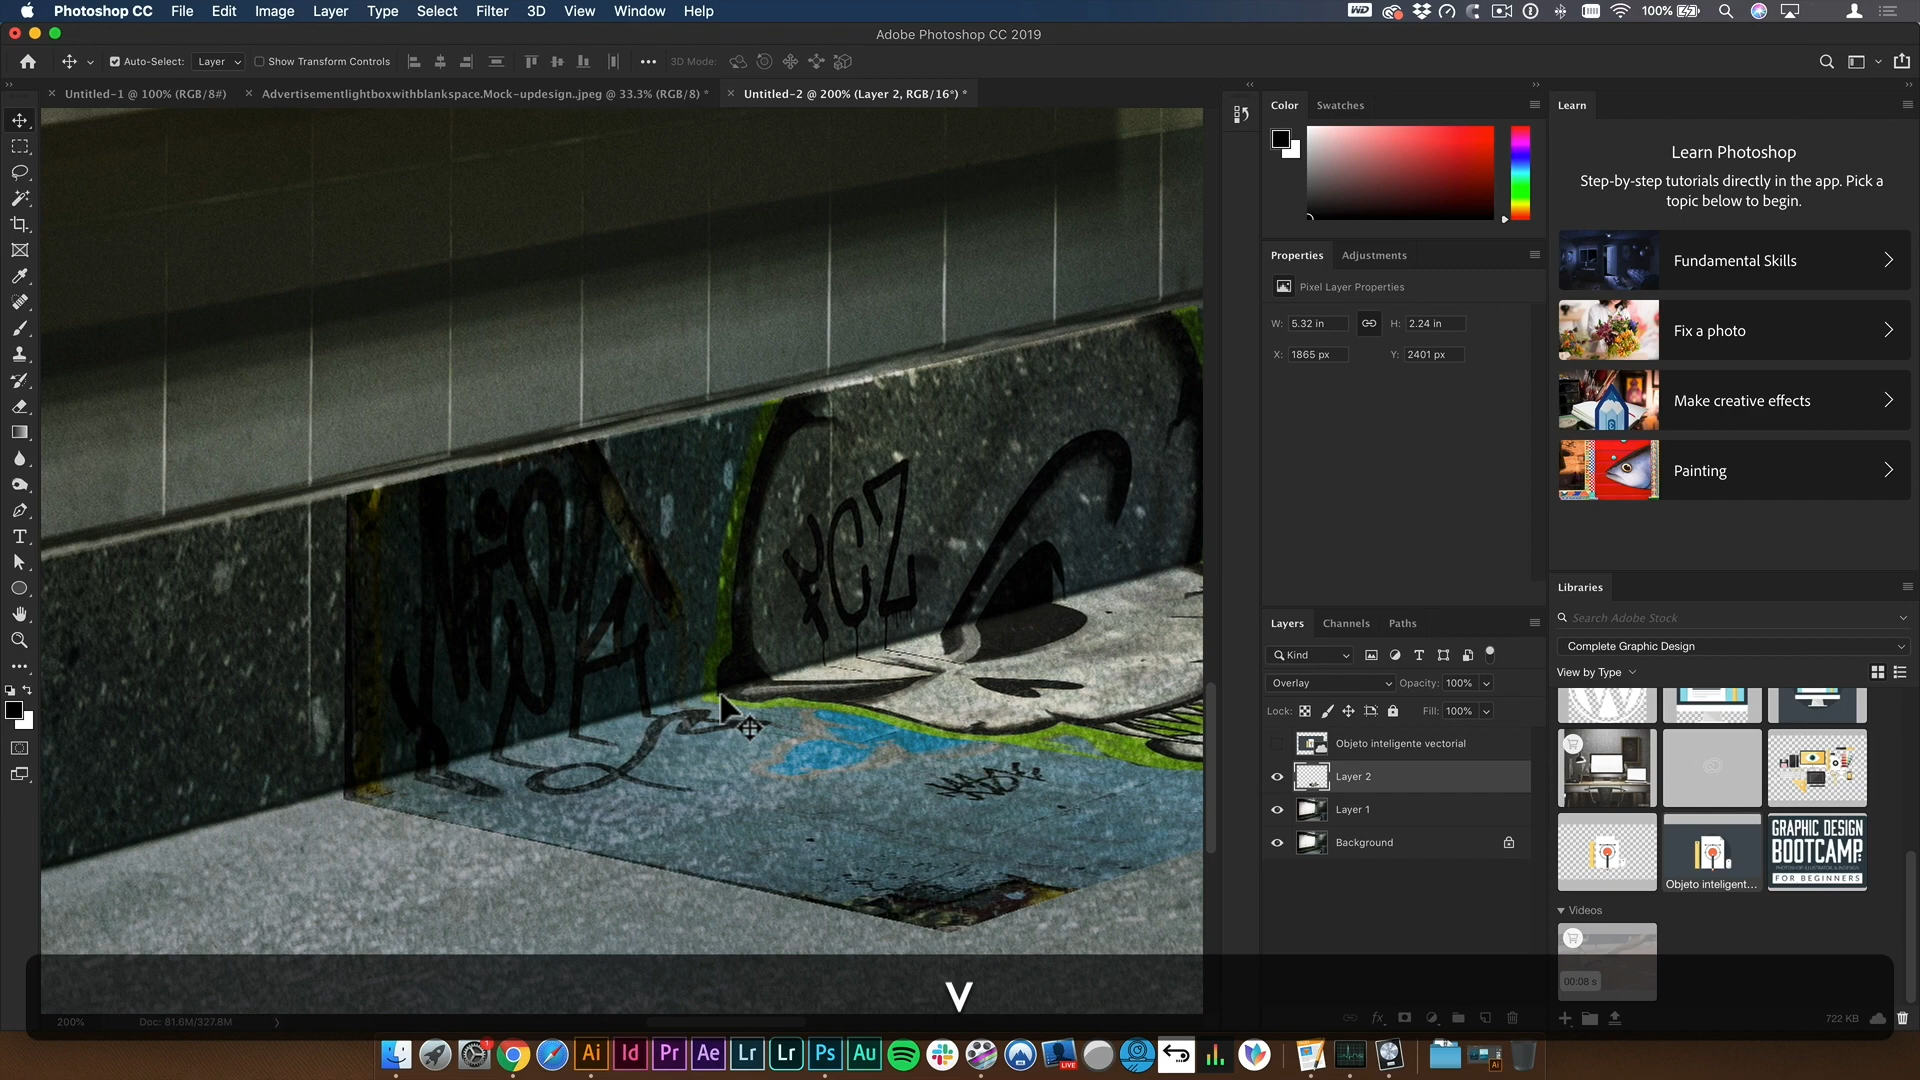 Photoshop CC File Edit Image Layer Type Select Filter 3D View Window Help
100%
Adobe Photoshop CC 2019
Auto-Select: Layer Show Transform Controls 3D Mode:
Untitled-1 @ 100% (RGB/8#)
Advertisementlightboxwithblankspace.Mock-updesign..jpeg @ 33.3% (RGB/8) *
Untitled-2 @ 200% (Layer 2, RGB/16*) *
Color Swatches
Learn
Learn Photoshop
Step-by-step tutorials directly in the app. Pick a
topic below to begin.
Fundamental Skills
Fix a photo
Make creative effects
Painting
Properties Adjustments
Pixel Layer Properties
W: 5.32 in H: 2.24 in
X: 1865 px Y: 2401 px
Layers Channels Paths
Kind
Overlay Opacity: 100%
Lock: Fill: 100%
Objeto inteligente vectorial
Layer 2
Layer 1
Background
Libraries
Search Adobe Stock
Complete Graphic Design
View by Type
Objeto inteligent...
GRAPHIC DESIGN
BOOTCAMP
FOR BEGINNERS
Videos
00:08 s
722 KB
V
200% Doc: 81.6M/327.8M
Ai Id Pr Ae Lr Lr Ps Au
LIVE